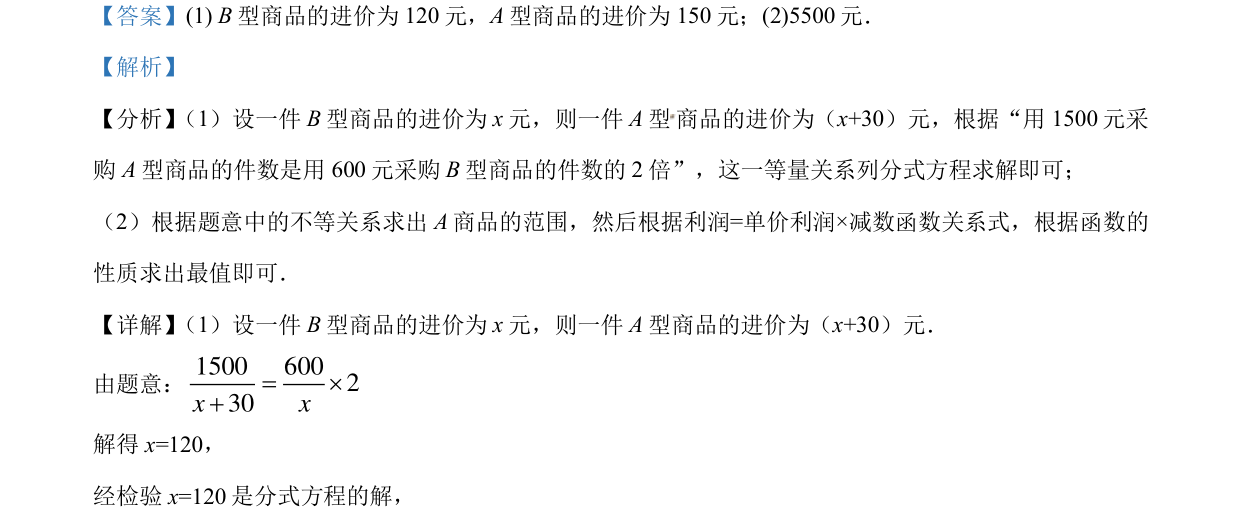 【答案】(1) B 型商品的进价为 120 元，A 型商品的进价为 150 元；(2)5500 元．
【解析】
【分析】（1）设一件 B 型商品的进价为 x 元，则一件 A 型商品的进价为（x+30）元，根据“用 1500 元采
购 A 型商品的件数是用 600 元采购 B 型商品的件数的 2 倍”，这一等量关系列分式方程求解即可；
（2）根据题意中的不等关系求出 A 商品的范围，然后根据利润=单价利润×减数函数关系式，根据函数的
性质求出最值即可．
【详解】（1）设一件 B 型商品的进价为 x 元，则一件 A 型商品的进价为（x+30）元．
由题意：$\frac{1500}{x+30}=\frac{600}{x}\times 2$
解得 x=120，
经检验 x=120 是分式方程的解，